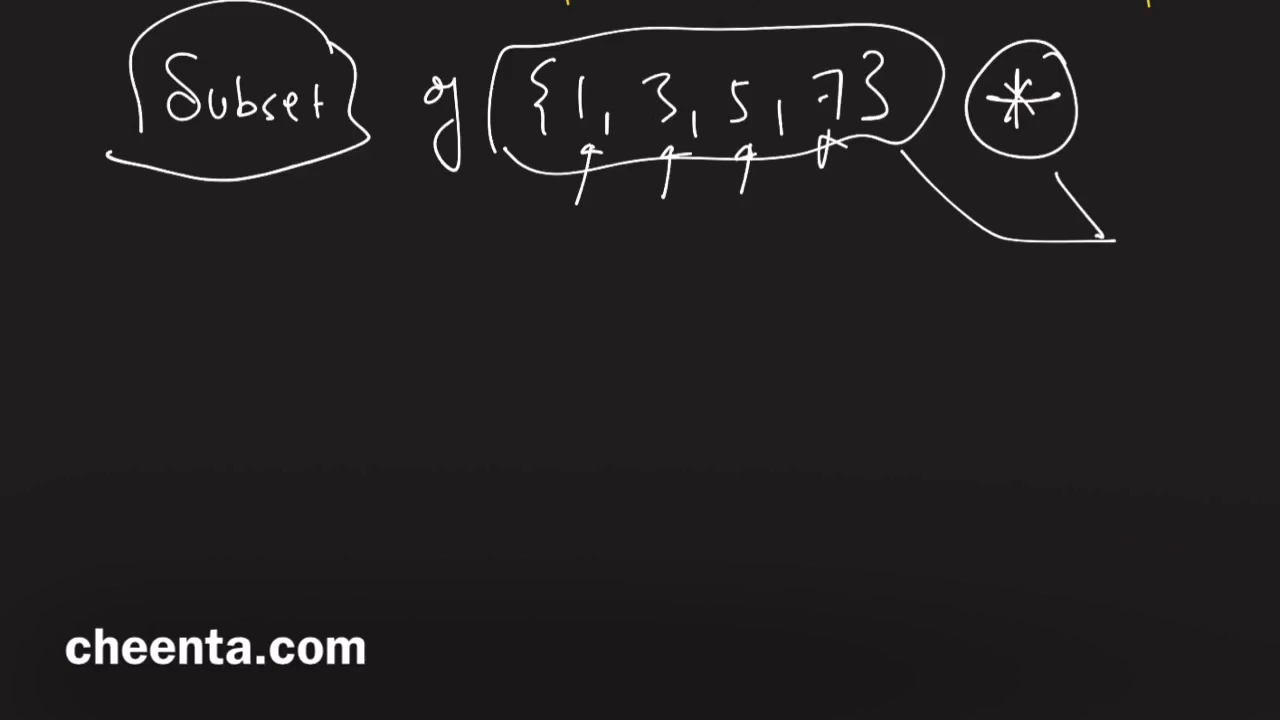 Subset of {1, 3, 5, 7} *
cheenta.com